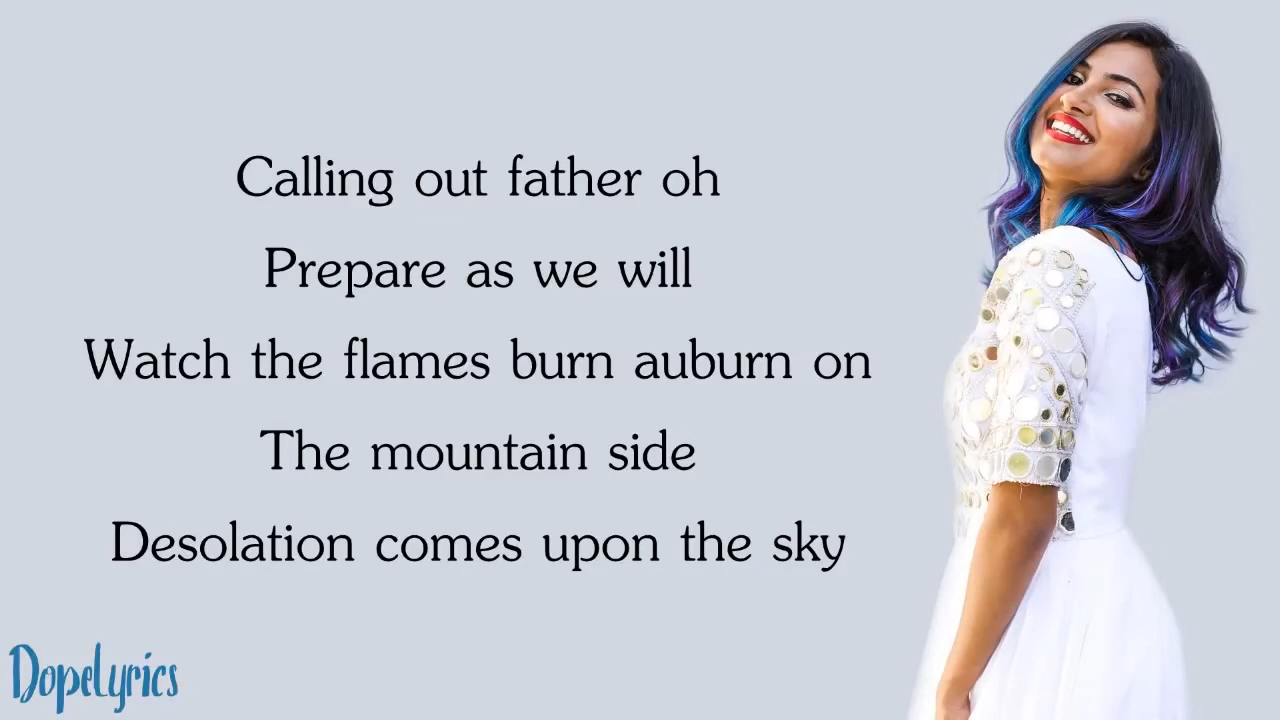 Calling out father oh
Prepare as we will
Watch the flames burn auburn on
The mountain side
Desolation comes upon the sky
DopeLyrics